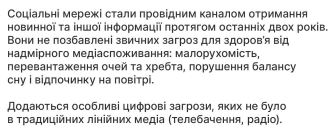 Соціальні мережі стали провідним каналом отримання
новинної та іншої інформації протягом останніх двох років.
Вони не позбавлені звичних загроз для здоров'я від
надмірного медіаспоживання: малорухомість,
перевантаження очей та хребта, порушення балансу
сну і відпочинку на повітрі.

Додаються особливі цифрові загрози, яких не було
в традиційних лінійних медіа (телебачення, радіо).